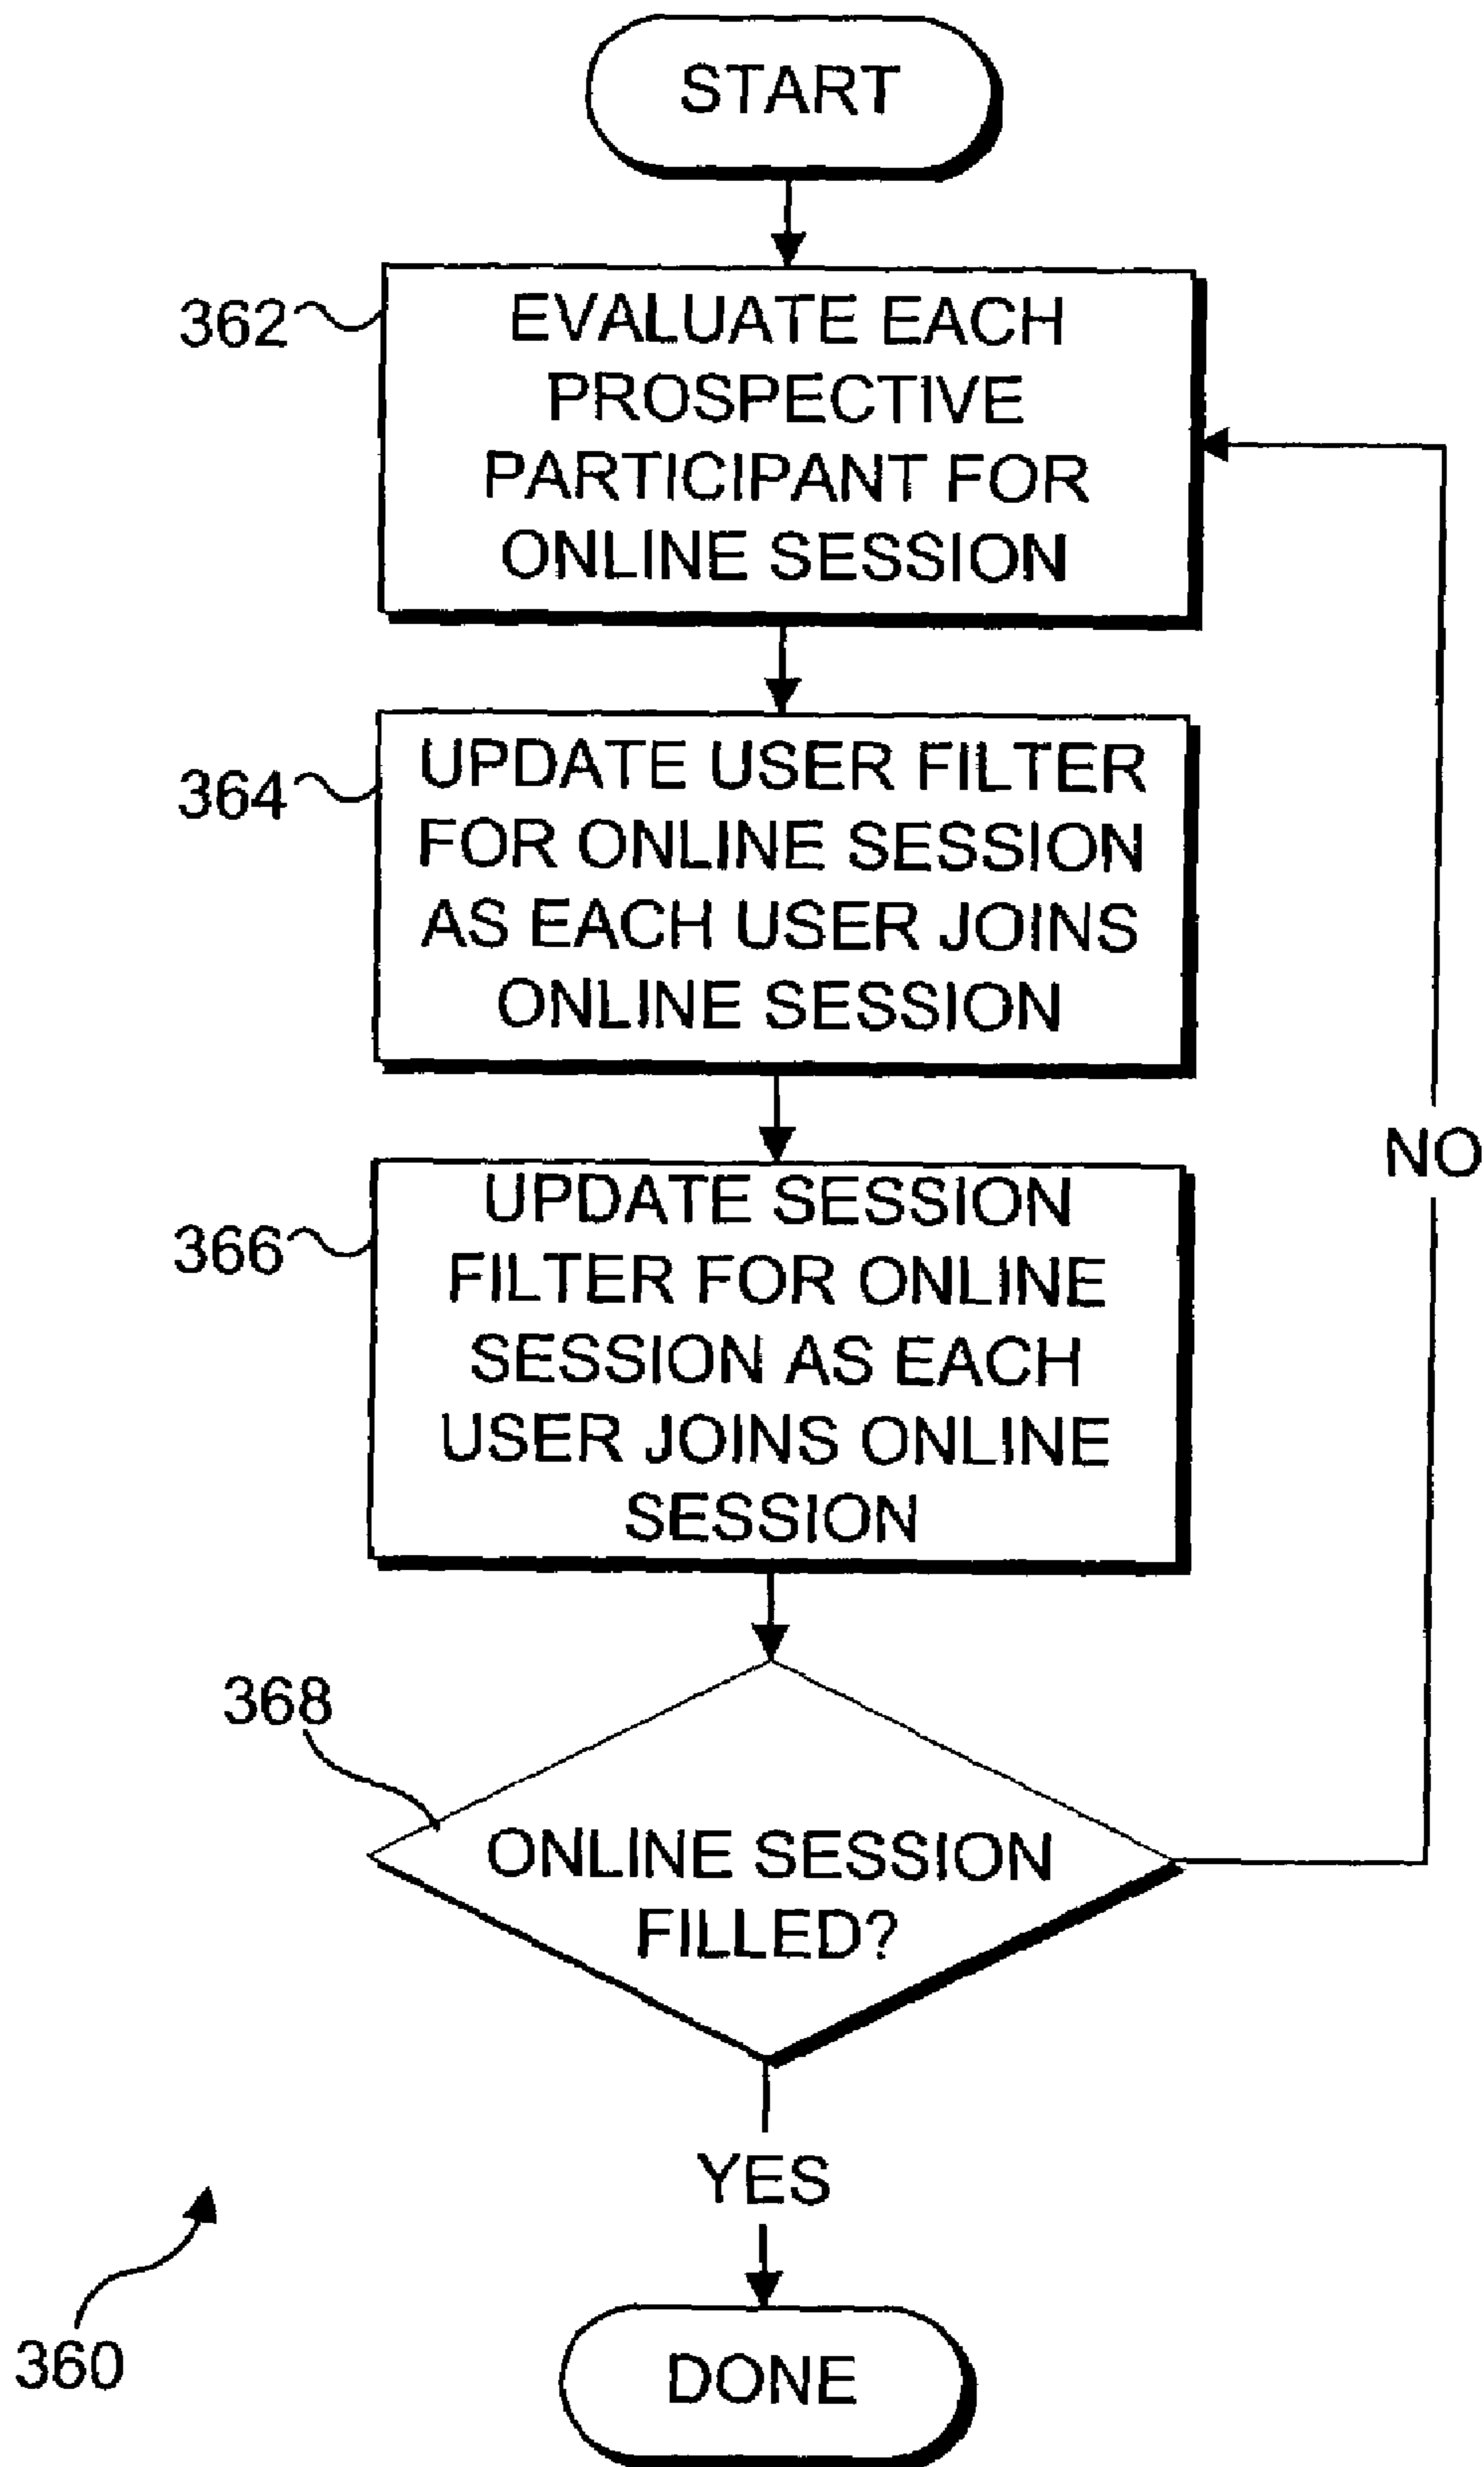 START
362
EVALUATE EACH
PROSPECTIVE
PARTICIPANT FOR
ONLINE SESSION
364
UPDATE USER FILTER
FOR ONLINE SESSION
AS EACH USER JOINS
ONLINE SESSION
NO
366
UPDATE SESSION
FILTER FOR ONLINE
SESSION AS EACH
USER JOINS ONLINE
SESSION
368
ONLINE SESSION
FILLED?
YES
360
DONE